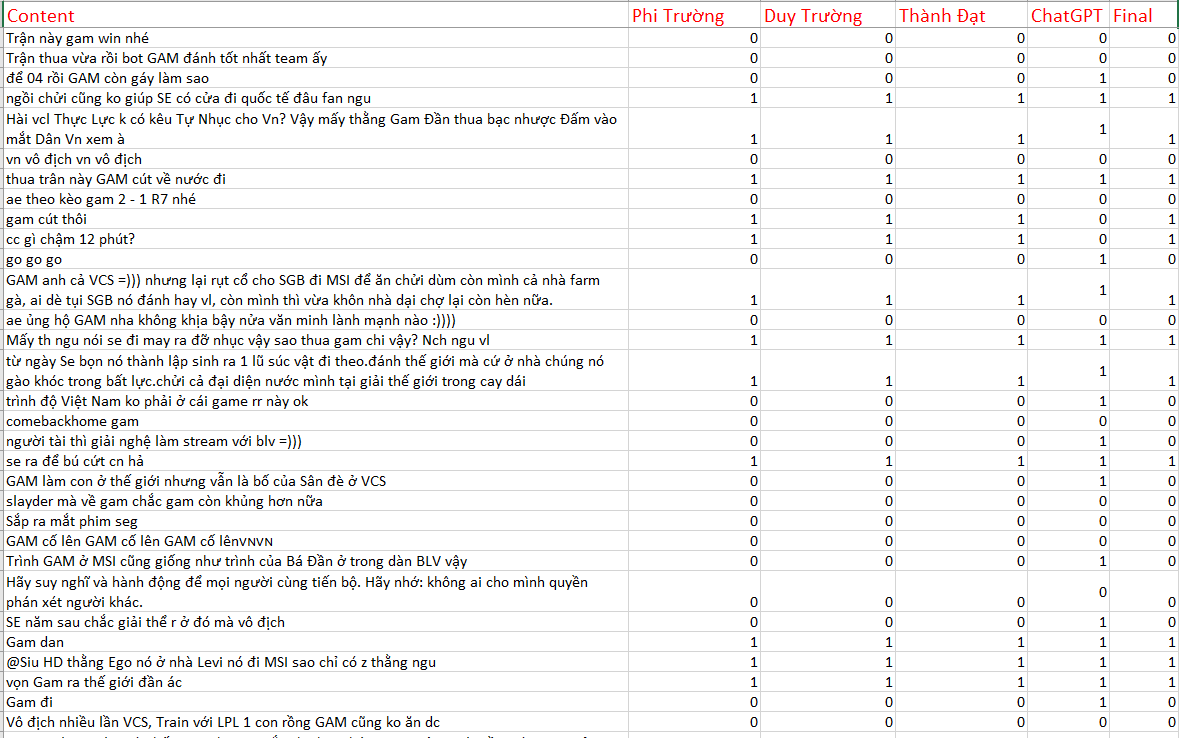 Content Phi Trường Duy Trường Thành Đạt ChatGPT Final
Trận này gam win nhé 0 0 0 0 0
Trận thua vừa rồi bot GAM đánh tốt nhất team ấy 0 0 0 0 0
để 04 rồi GAM còn gáy làm sao 0 0 0 1 0
ngồi chửi cũng ko giúp SE có cửa đi quốc tế đâu fan ngu 1 1 1 1 1
Hài vcl Thực Lực k có kêu Tự Nhục cho Vn? Vậy mấy thằng Gam Đần thua bạc nhược Đấm vào
mắt Dân Vn xem à 1 1 1 1 1
vn vô địch vn vô địch 0 0 0 0 0
thua trân này GAM cút về nước đi 1 1 1 1 1
ae theo kèo gam 2 - 1 R7 nhé 0 0 0 0 0
gam cút thôi 1 1 1 0 1
cc gì chậm 12 phút? 1 1 1 0 1
go go go 0 0 0 1 0
GAM anh cả VCS =))) nhưng lại rụt cổ cho SGB đi MSI để ăn chửi dùm còn mình cả nhà farm
gà, ai dè tụi SGB nó đánh hay vl, còn mình thì vừa khôn nhà dại chợ lại còn hèn nữa. 1 1 1 1 1
ae ủng hộ GAM nha không khịa bậy nửa văn minh lành mạnh nào :)))) 0 0 0 0 0
Mấy th ngu nói se đi may ra đỡ nhục vậy sao thua gam chi vậy? Nch ngu vl 1 1 1 1 1
từ ngày Se bọn nó thành lập sinh ra 1 lũ súc vật đi theo.đánh thế giới mà cứ ở nhà chúng nó
gào khóc trong bất lực.chửi cả đại diện nước mình tại giải thế giới trong cay dái 1 1 1 1 1
trình độ Việt Nam ko phải ở cái game rr này ok 0 0 0 1 0
comebackhome gam 0 0 0 0 0
người tài thì giải nghệ làm stream với blv =))) 0 0 0 1 0
se ra để bú cứt cn hả 1 1 1 1 1
GAM làm con ở thế giới nhưng vẫn là bố của Sân đè ở VCS 0 0 0 1 0
slayder mà về gam chắc gam còn khủng hơn nữa 0 0 0 0 0
Sắp ra mắt phim seg 0 0 0 0 0
GAM cố lên GAM cố lên GAM cố lênVNVN 0 0 0 0 0
Trình GAM ở MSI cũng giống như trình của Bá Đần ở trong dàn BLV vậy 0 0 0 1 0
Hãy suy nghĩ và hành động để mọi người cùng tiến bộ. Hãy nhớ: không ai cho mình quyền
phán xét người khác. 0 0 0 0 0
SE năm sau chắc giải thể r ở đó mà vô địch 0 0 0 1 0
Gam dan 1 1 1 1 1
@Siu HD thằng Ego nó ở nhà Levi nó đi MSI sao chỉ có z thằng ngu 1 1 1 1 1
vọn Gam ra thế giới đần ác 1 1 1 1 1
Gam đi 0 0 0 1 0
Vô địch nhiều lần VCS, Train với LPL 1 con rồng GAM cũng ko ăn dc 0 0 0 0 0